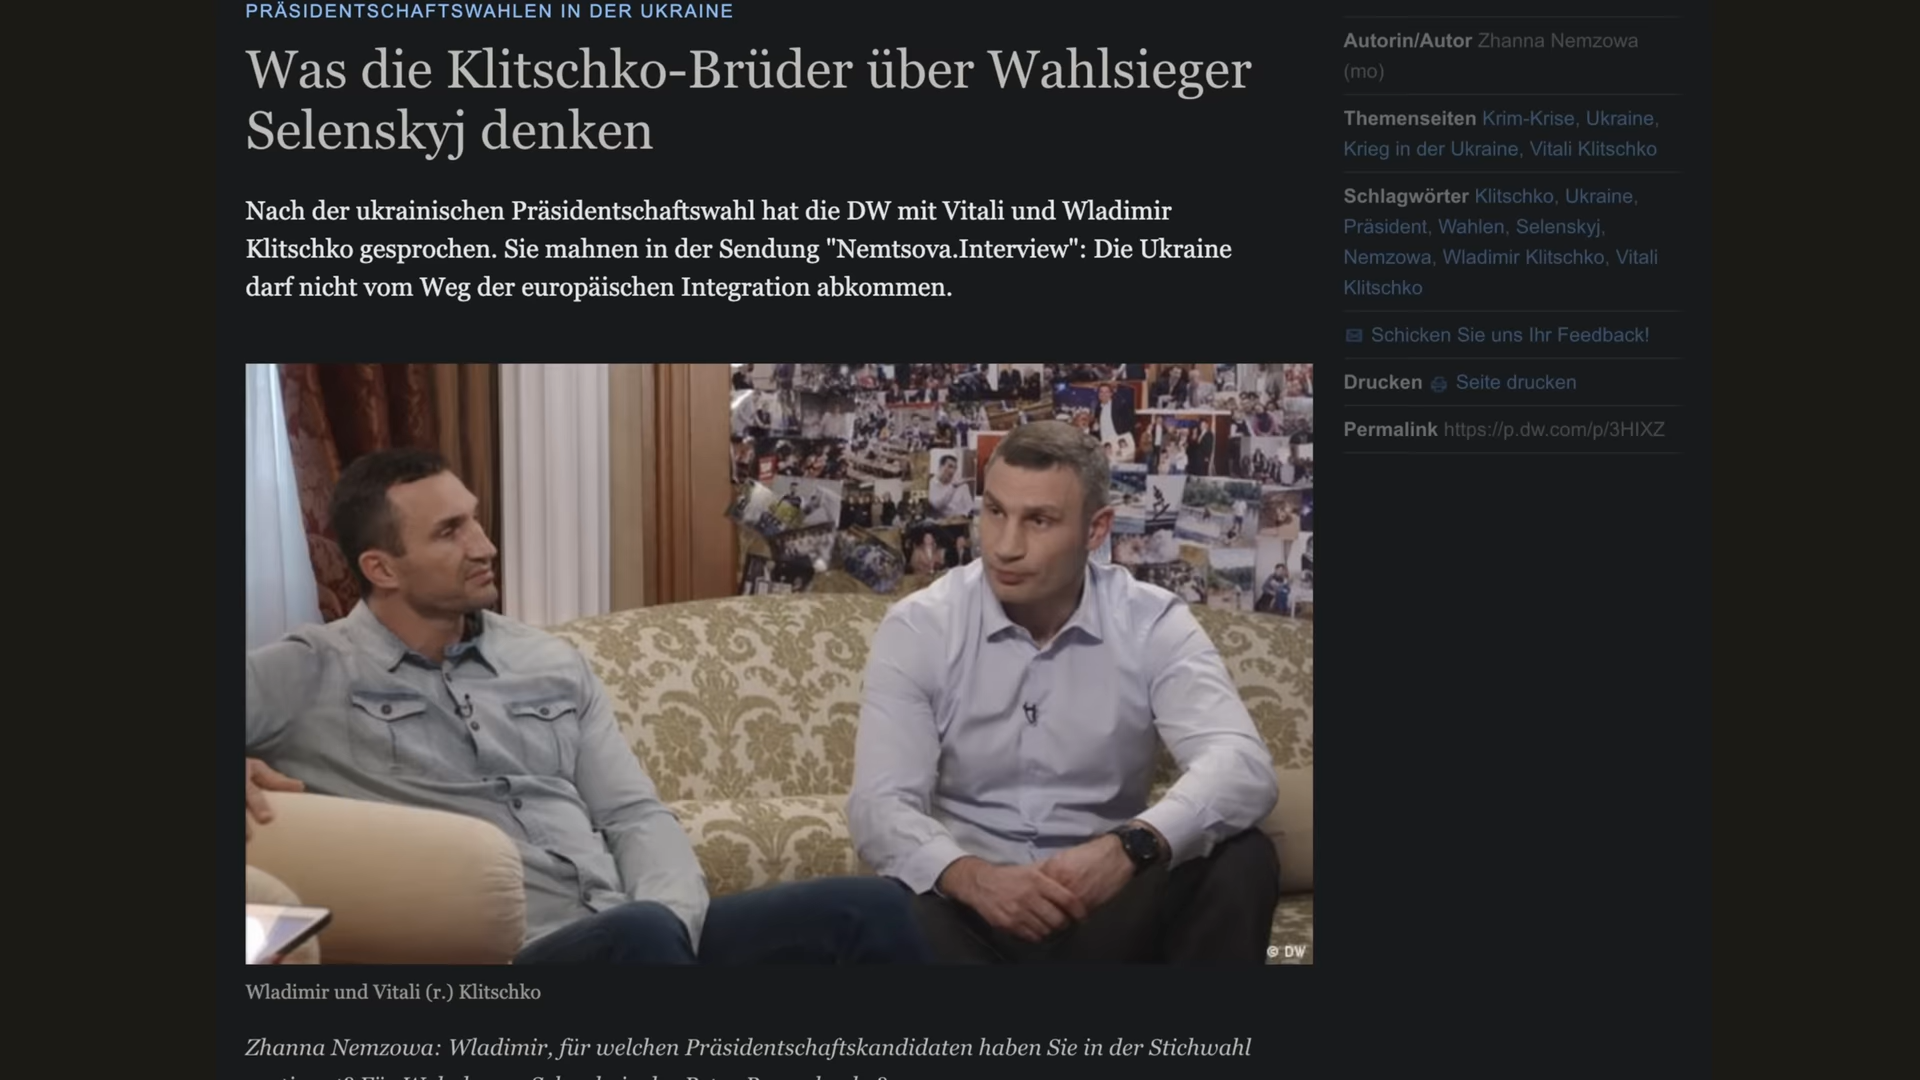 PRÄSIDENTSCHAFTSWAHLEN IN DER UKRAINE
Was die Klitschko-Brüder über Wahlsieger
Selenskyj denken
Nach der ukrainischen Präsidentschaftswahl hat die DW mit Vitali und Wladimir
Klitschko gesprochen. Sie mahnen in der Sendung "Nemtsova.Interview": Die Ukraine
darf nicht vom Weg der europäischen Integration abkommen.
© DW
Wladimir und Vitali (r.) Klitschko
Zhanna Nemzowa: Wladimir, für welchen Präsidentschaftskandidaten haben Sie in der Stichwahl
Autorin/Autor Zhanna Nemzowa
(mo)
Themenseiten Krim-Krise, Ukraine,
Krieg in der Ukraine, Vitali Klitschko
Schlagwörter Klitschko, Ukraine,
Präsident, Wahlen, Selenskyj,
Nemzowa, Wladimir Klitschko, Vitali
Klitschko
Schicken Sie uns Ihr Feedback!
Drucken Seite drucken
Permalink https://p.dw.com/p/3HIXZ